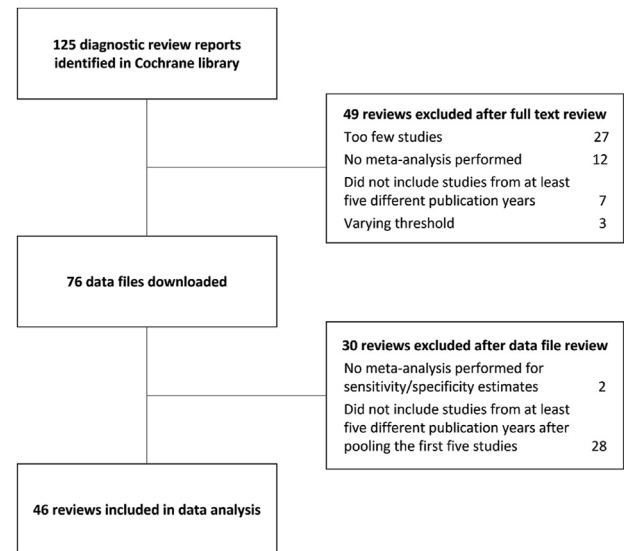 125 diagnostic review reports
identified in Cochrane library
49 reviews excluded after full text review
Too few studies 27
No meta-analysis performed 12
Did not include studies from at least
five different publication years 7
Varying threshold 3
76 data files downloaded
30 reviews excluded after data file review
No meta-analysis performed for
sensitivity/specificity estimates 2
Did not include studies from at least
five different publication years after
pooling the first five studies 28
46 reviews included in data analysis